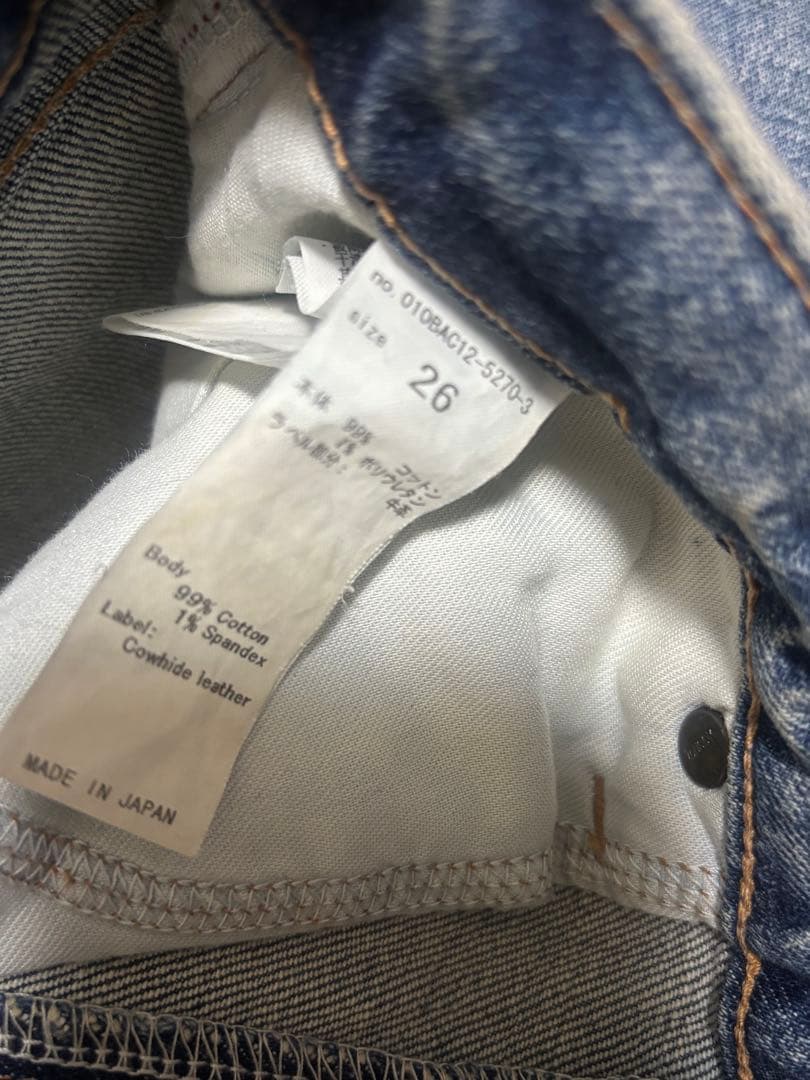 no. 010BAC12-5270-3
size
26
本体 99% コットン
1% ポリウレタン
ラベル部分: 牛革
Body
99% Cotton
1% Spandex
Label:
Cowhide leather
MADE IN JAPAN